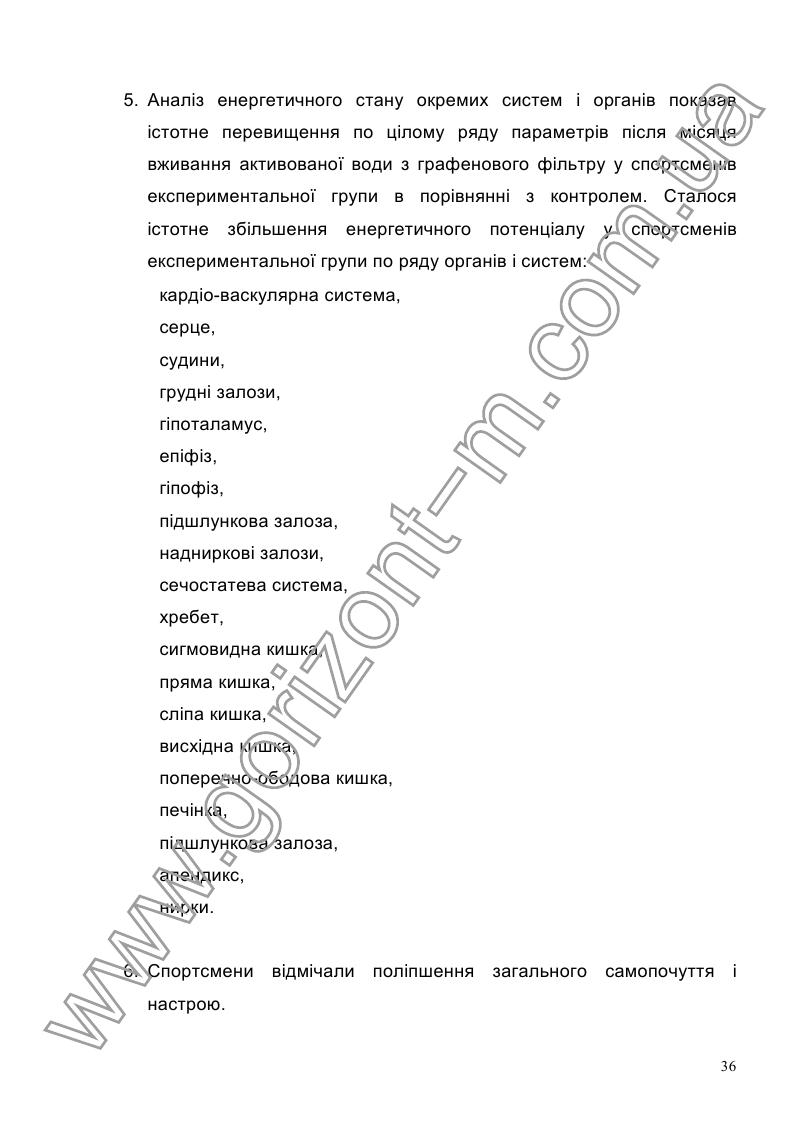 5. Аналіз енергетичного стану окремих систем і органів показав
істотне перевищення по цілому ряду параметрів після місяця
вживання активованої води з графенового фільтру у спортсменів
експериментальної групи в порівнянні з контролем. Сталося
істотне збільшення енергетичного потенціалу у спортсменів
експериментальної групи по ряду органів і систем:
кардіо-васкулярна система,
серце,
судини,
грудні залози,
гіпоталамус,
епіфіз,
гіпофіз,
підшлункова залоза,
надниркові залози,
сечостатева система,
хребет,
сигмовидна кишка,
пряма кишка,
сліпа кишка,
висхідна кишка,
поперечно-ободова кишка,
печінка,
підшлункова залоза,
апендикс,
нирки.
6. Спортсмени відмічали поліпшення загального самопочуття і
настрою.
36
www.gorizont-m.com.ua